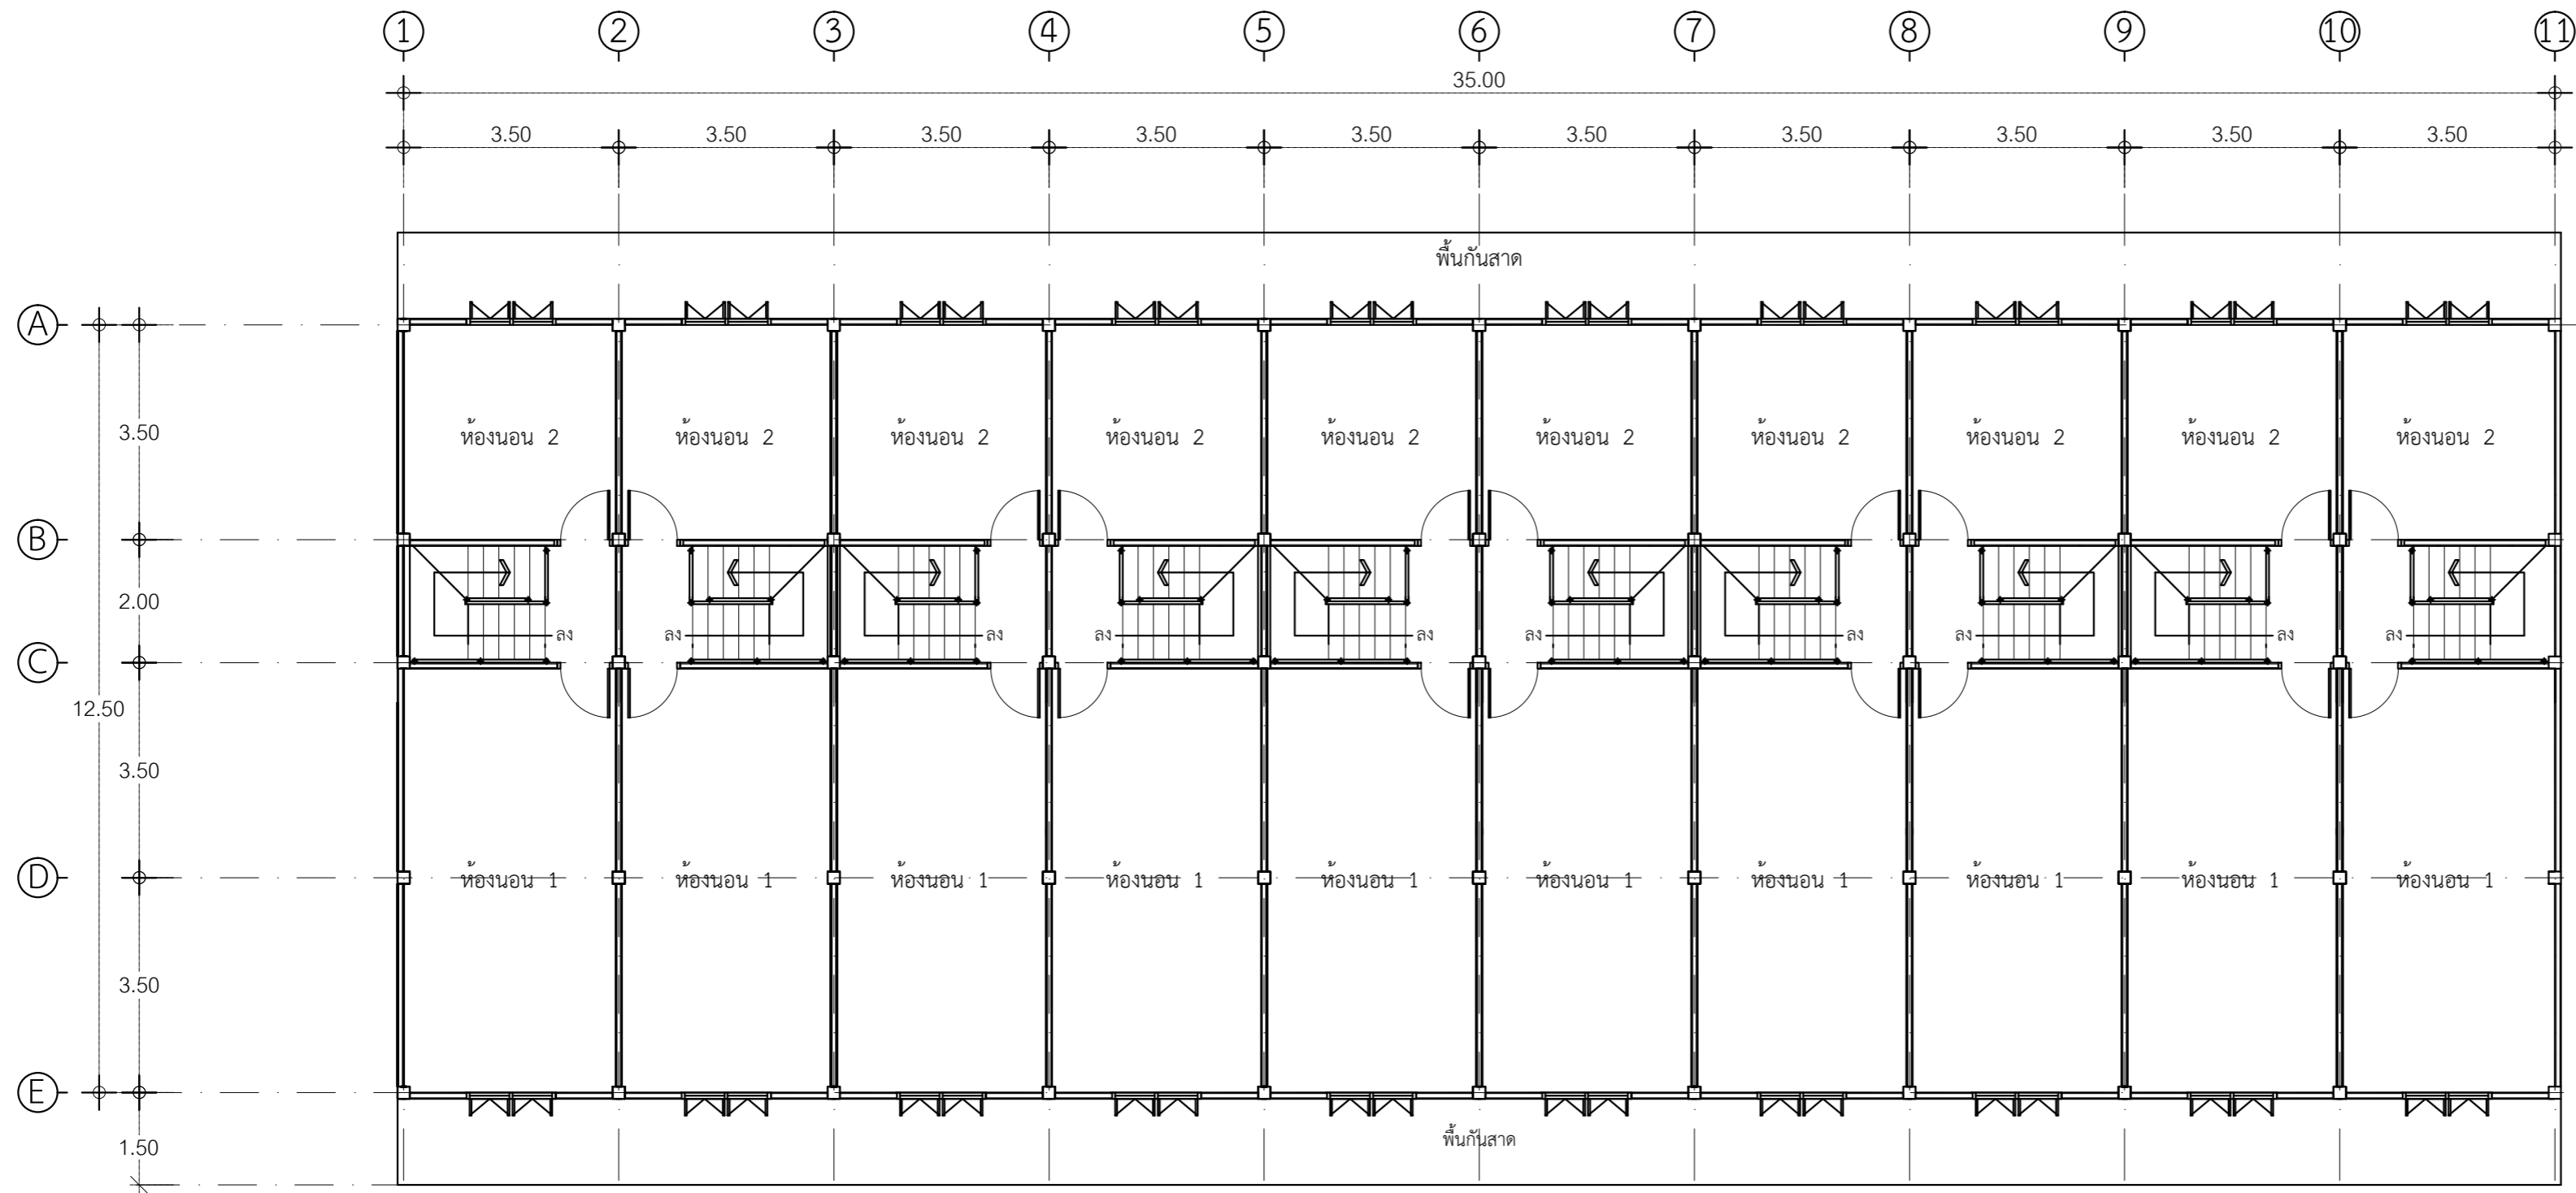 1 2 3 4 5 6 7 8 9 10 11
35.00
3.50 3.50 3.50 3.50 3.50 3.50 3.50 3.50 3.50 3.50
พื้นกันสาด
A
3.50
ห้องนอน 2 ห้องนอน 2 ห้องนอน 2 ห้องนอน 2 ห้องนอน 2 ห้องนอน 2 ห้องนอน 2 ห้องนอน 2 ห้องนอน 2 ห้องนอน 2
B
2.00
ลง ลง ลง ลง ลง ลง ลง ลง ลง ลง
C
12.50
3.50
D
ห้องนอน 1 ห้องนอน 1 ห้องนอน 1 ห้องนอน 1 ห้องนอน 1 ห้องนอน 1 ห้องนอน 1 ห้องนอน 1 ห้องนอน 1 ห้องนอน 1
3.50
E
1.50
พื้นกันสาด